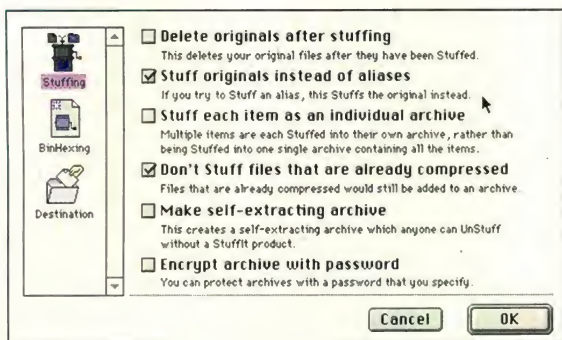 Stuffing
BinHexing
Destination
Delete originals after stuffing
This deletes your original files after they have been Stuffed.
Stuff originals instead of aliases
If you try to Stuff an alias, this Stuffs the original instead.
Stuff each item as an individual archive
Multiple items are each Stuffed into their own archive, rather than
being Stuffed into one single archive containing all the items.
Don't Stuff files that are already compressed
Files that are already compressed would still be added to an archive.
Make self-extracting archive
This creates a self-extracting archive which anyone can UnStuff
without a StuffIt product.
Encrypt archive with password
You can protect archives with a password that you specify.
Cancel
OK